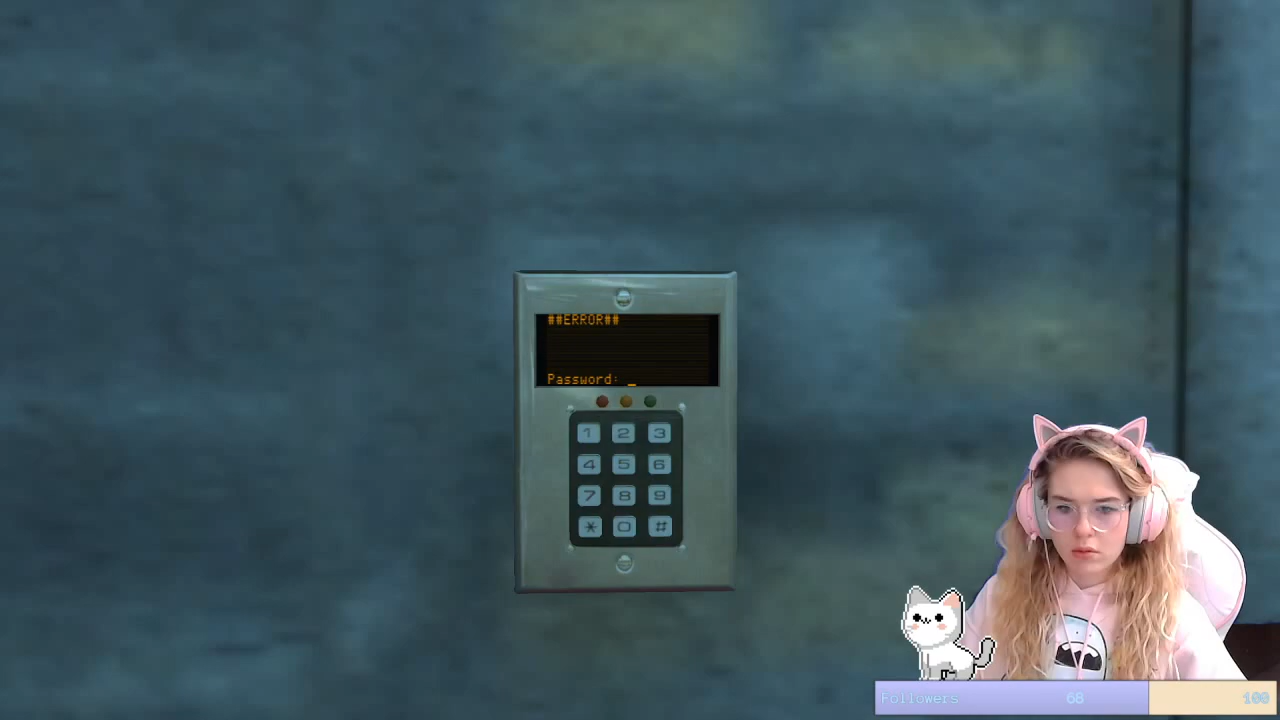 ##ERROR##
Password: _
1 2 3
4 5 6
7 8 9
* 0 #
Followers 68 100